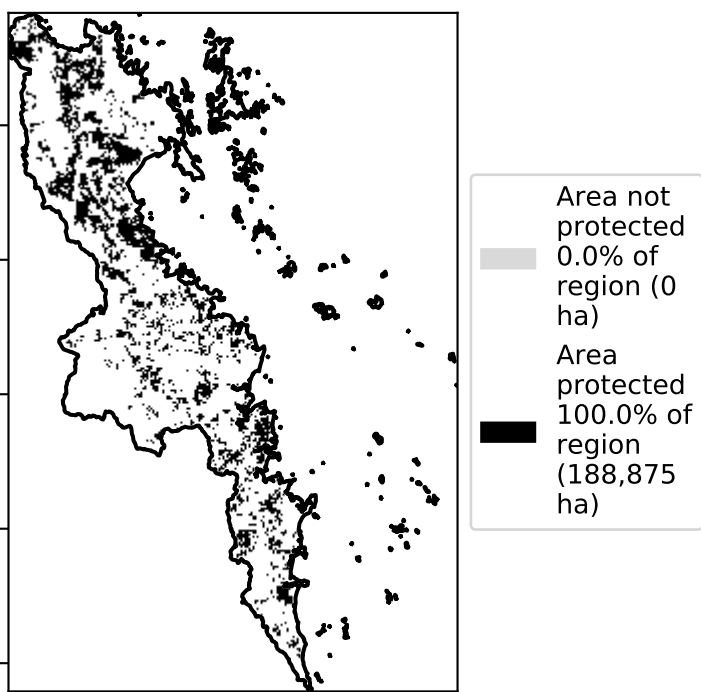 Area not
protected
0.0% of
region (0
ha)
Area
protected
100.0% of
region
(188,875
ha)